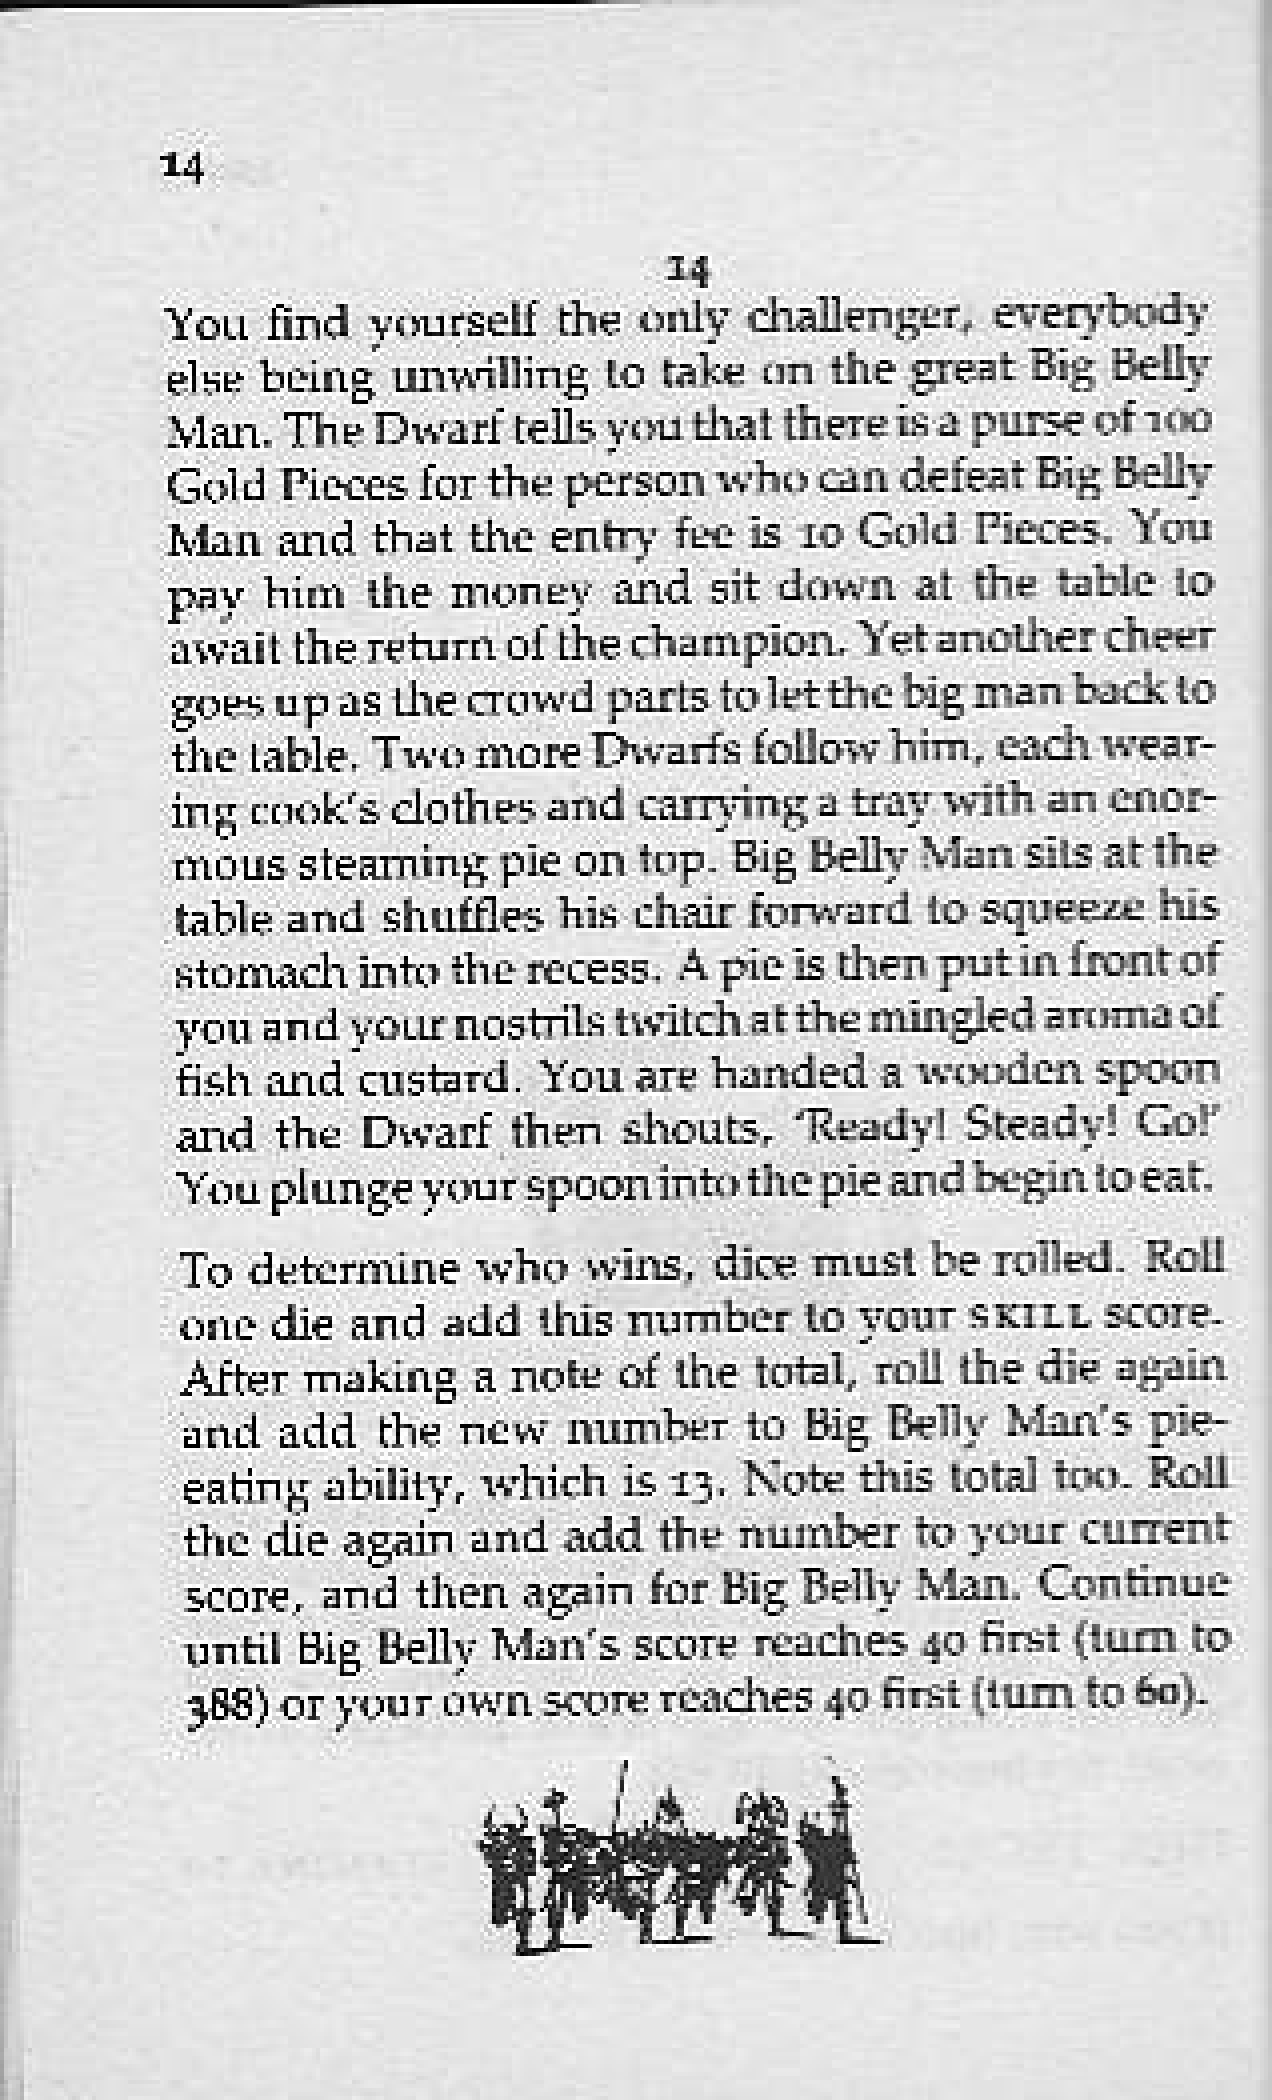 14
14
You find yourself the only challenger, everybody
else being unwilling to take on the great Big Belly
Man. The Dwarf tells you that there is a purse of 100
Gold Pieces for the person who can defeat Big Belly
Man and that the entry fee is 10 Gold Pieces. You
pay him the money and sit down at the table to
await the return of the champion. Yet another cheer
goes up as the crowd parts to let the big man back to
the table. Two more Dwarfs follow him, each wear-
ing cook's clothes and carrying a tray with an enor-
mous steaming pie on top. Big Belly Man sits at the
table and shuffles his chair forward to squeeze his
stomach into the recess. A pie is then put in front of
you and your nostrils twitch at the mingled aroma of
fish and custard. You are handed a wooden spoon
and the Dwarf then shouts, 'Ready! Steady! Go!'
You plunge your spoon into the pie and begin to eat.
To determine who wins, dice must be rolled. Roll
one die and add this number to your SKILL score.
After making a note of the total, roll the die again
and add the new number to Big Belly Man's pie-
eating ability, which is 13. Note this total too. Roll
the die again and add the number to your current
score, and then again for Big Belly Man. Continue
until Big Belly Man's score reaches 40 first (turn to
388) or your own score reaches 40 first (turn to 60).